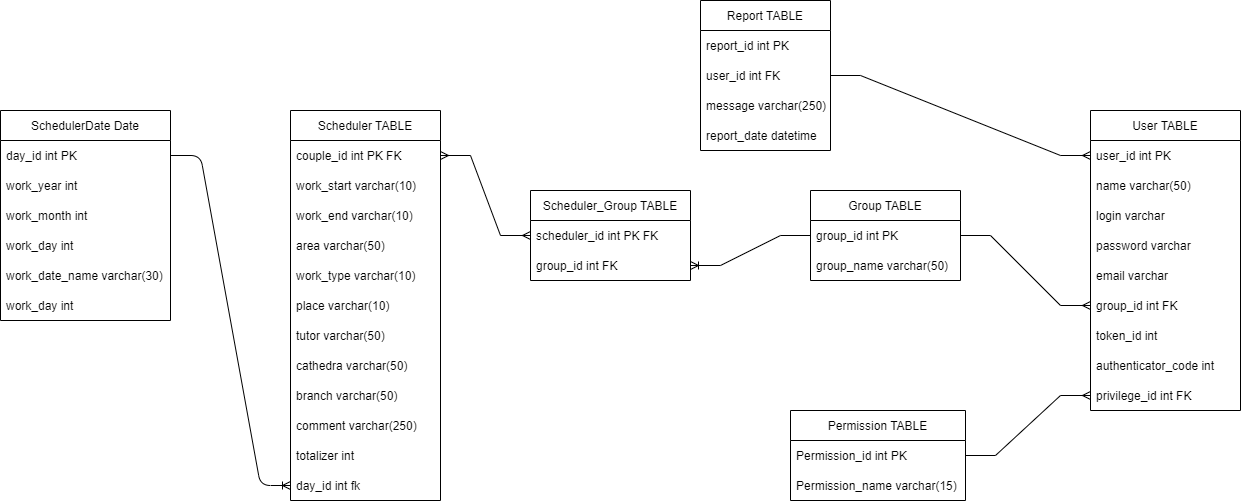 Report TABLE
report_id int PK
user_id int FK
message varchar(250)
report_date datetime
SchedulerDate Date
day_id int PK
work_year int
work_month int
work_day int
work_date_name varchar(30)
work_day int
Scheduler TABLE
couple_id int PK FK
work_start varchar(10)
work_end varchar(10)
area varchar(50)
work_type varchar(10)
place varchar(10)
tutor varchar(50)
cathedra varchar(50)
branch varchar(50)
comment varchar(250)
totalizer int
day_id int fk
Scheduler_Group TABLE
scheduler_id int PK FK
group_id int FK
Group TABLE
group_id int PK
group_name varchar(50)
User TABLE
user_id int PK
name varchar(50)
login varchar
password varchar
email varchar
group_id int FK
token_id int
authenticator_code int
privilege_id int FK
Permission TABLE
Permission_id int PK
Permission_name varchar(15)